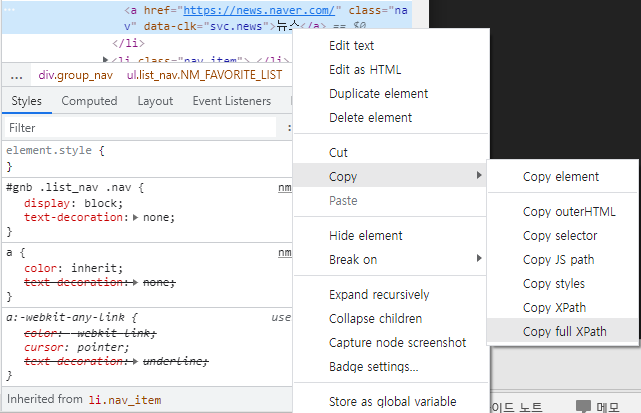 <a href="https://news.naver.com/" class="na
v" data-clk="svc.news">뉴스</a> == $0
</li>
<li class="nav_item"> </li>
... div.group_nav ul.list_nav.NM_FAVORITE_LIST
Styles Computed Layout Event Listeners
Filter
element.style {
}
#gnb .list_nav .nav { nm
display: block;
text-decoration: none;
}
a { nm
color: inherit;
text-decoration: none;
}
a:-webkit-any-link { use
color: -webkit-link;
cursor: pointer;
text-decoration: underline;
}
Inherited from li.nav_item
Edit text
Edit as HTML
Duplicate element
Delete element
Cut
Copy
Paste
Hide element
Break on
Expand recursively
Collapse children
Capture node screenshot
Badge settings...
Store as global variable
Copy element
Copy outerHTML
Copy selector
Copy JS path
Copy styles
Copy XPath
Copy full XPath
노트 메모